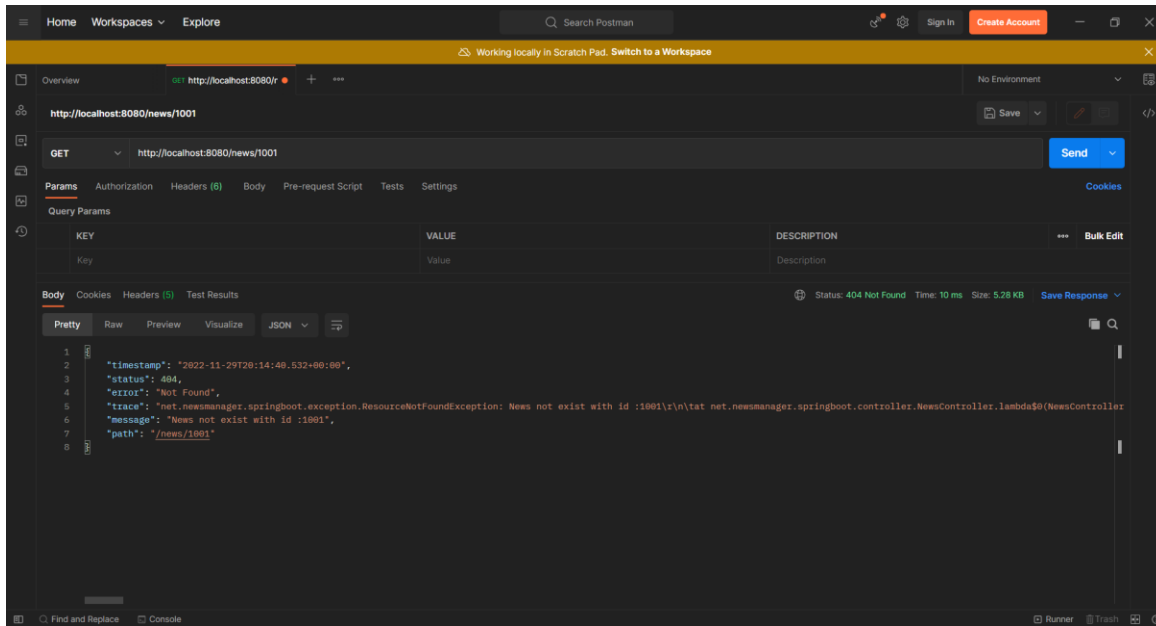 Home Workspaces Explore Search Postman Sign In Create Account
Working locally in Scratch Pad. Switch to a Workspace
Overview GET http://localhost:8080/r No Environment
http://localhost:8080/news/1001 Save
GET http://localhost:8080/news/1001 Send
Params Authorization Headers (6) Body Pre-request Script Tests Settings Cookies
Query Params
KEY VALUE DESCRIPTION Bulk Edit
Key Value Description
Body Cookies Headers (5) Test Results Status: 404 Not Found Time: 10 ms Size: 5.28 KB Save Response
Pretty Raw Preview Visualize JSON
1 {
2 "timestamp": "2022-11-29T20:14:40.532+00:00",
3 "status": 404,
4 "error": "Not Found",
5 "trace": "net.newsmanager.springboot.exception.ResourceNotFoundException: News not exist with id :1001\r\n\tat net.newsmanager.springboot.controller.NewsController.lambda$0(NewsController
6 "message": "News not exist with id :1001",
7 "path": "/news/1001"
8 }
Find and Replace Console Runner Trash